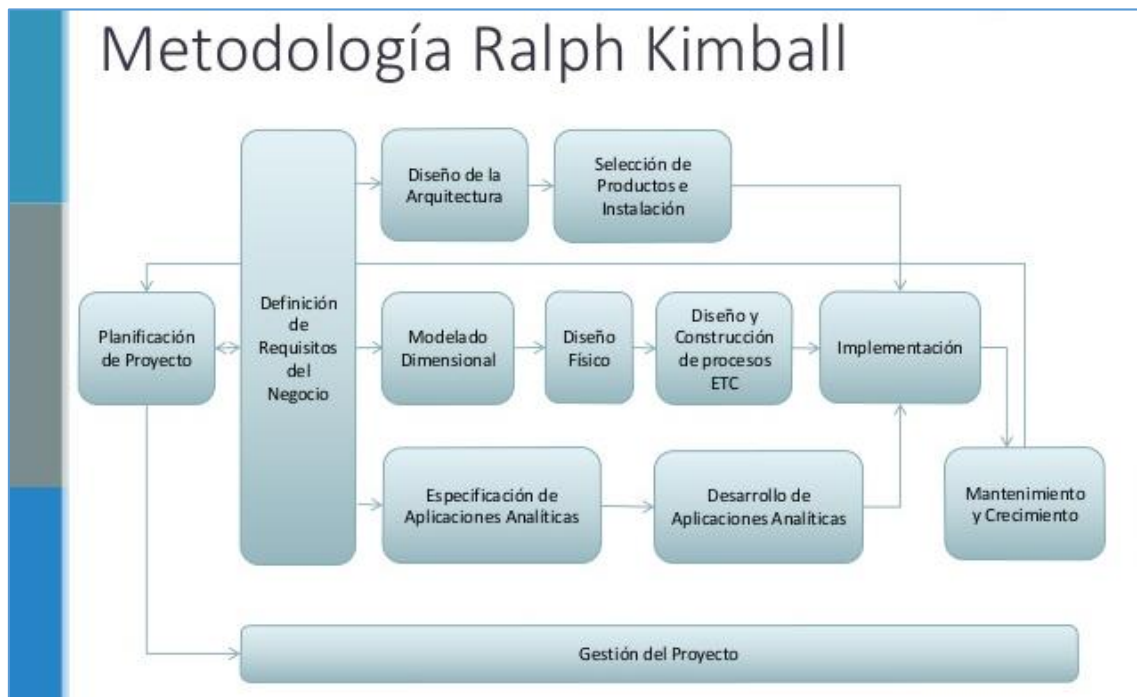 Metodología Ralph Kimball
Diseño de la
Arquitectura
Selección de
Productos e
Instalación
Planificación
de Proyecto
Definición
de
Requisitos
del
Negocio
Modelado
Dimensional
Diseño
Físico
Diseño y
Construcción
de procesos
ETC
Implementación
Especificación de
Aplicaciones Analíticas
Desarrollo de
Aplicaciones Analíticas
Mantenimiento
y Crecimiento
Gestión del Proyecto